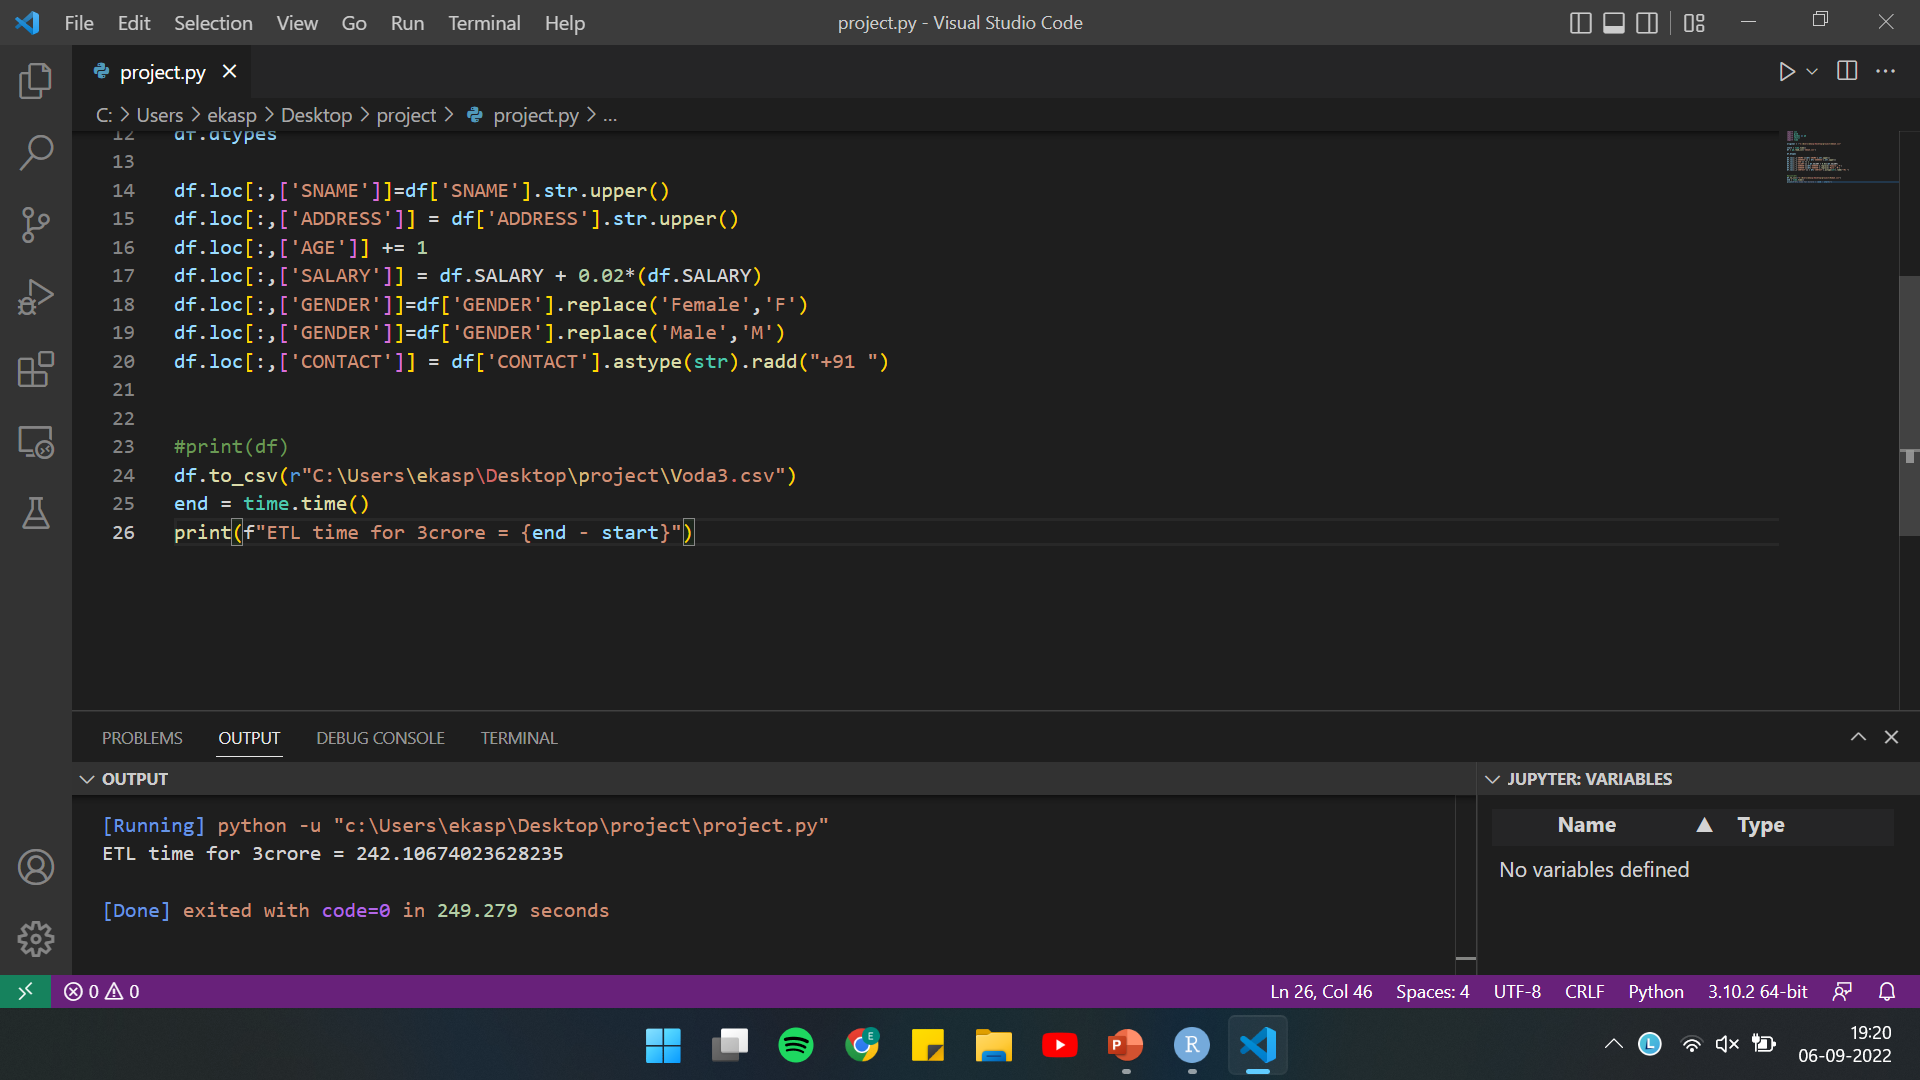 File Edit Selection View Go Run Terminal Help
project.py - Visual Studio Code
project.py
C: > Users > ekasp > Desktop > project > project.py > ...
12 df.dtypes
13
14 df.loc[:,['SNAME']]=df['SNAME'].str.upper()
15 df.loc[:,['ADDRESS']] = df['ADDRESS'].str.upper()
16 df.loc[:,['AGE']] += 1
17 df.loc[:,['SALARY']] = df.SALARY + 0.02*(df.SALARY)
18 df.loc[:,['GENDER']]=df['GENDER'].replace('Female','F')
19 df.loc[:,['GENDER']]=df['GENDER'].replace('Male','M')
20 df.loc[:,['CONTACT']] = df['CONTACT'].astype(str).radd("+91 ")
21
22
23 #print(df)
24 df.to_csv(r"C:\Users\ekasp\Desktop\project\Voda3.csv")
25 end = time.time()
26 print(f"ETL time for 3crore = {end - start}")
PROBLEMS OUTPUT DEBUG CONSOLE TERMINAL
OUTPUT
[Running] python -u "c:\Users\ekasp\Desktop\project\project.py"
ETL time for 3crore = 242.10674023628235
[Done] exited with code=0 in 249.279 seconds
JUPYTER: VARIABLES
Name Type
No variables defined
0 0
Ln 26, Col 46 Spaces: 4 UTF-8 CRLF Python 3.10.2 64-bit
E
P
R
L
19:20
06-09-2022